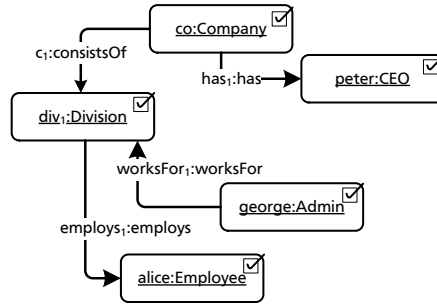 co:Company
c₁:consistsOf
has₁:has
peter:CEO
div₁:Division
worksFor₁:worksFor
george:Admin
employs₁:employs
alice:Employee